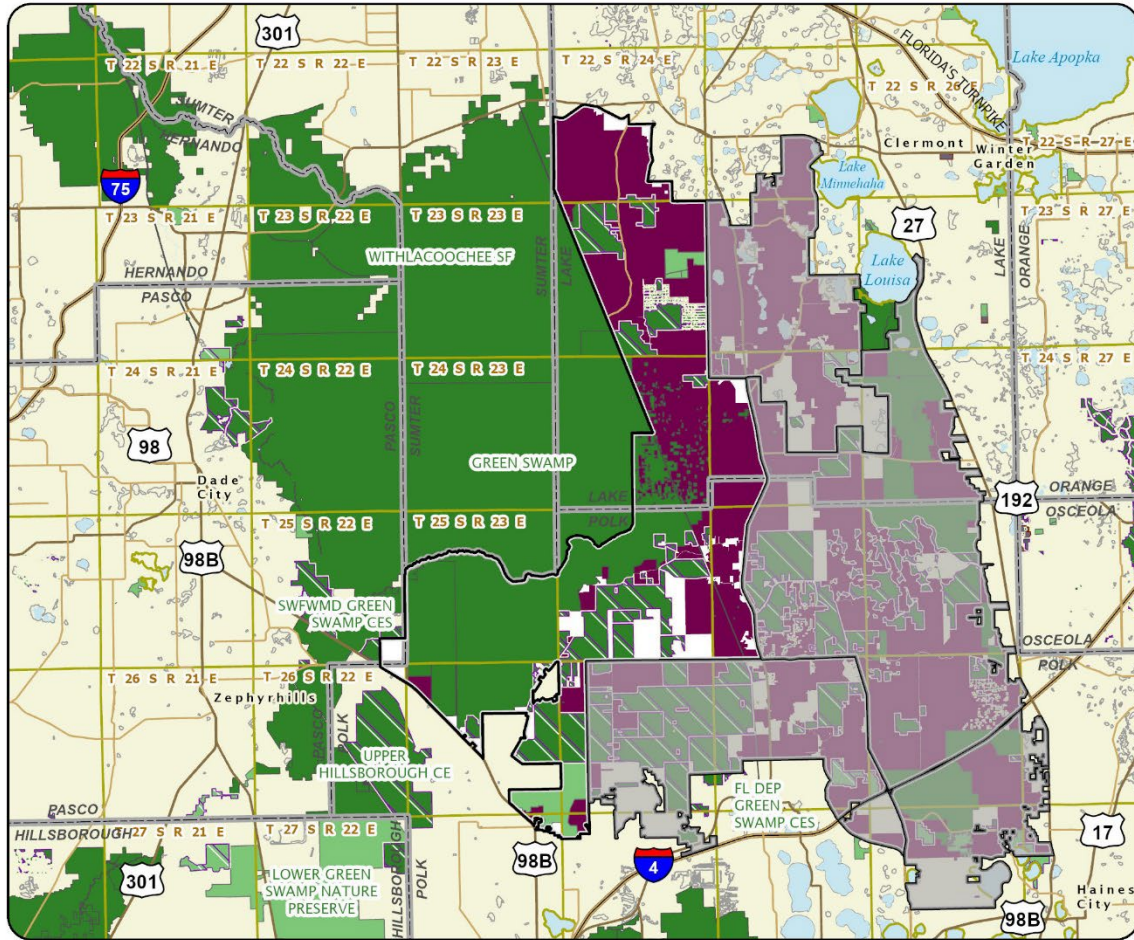 301
Lake Apopka
FLORIDA'S TURNPIKE
T 22 S R 21 E
T 22 S R 22 E
T 22 S R 23 E
T 22 S R 24 E
T 22 S R 26 E
SUMTER
HERNANDO
Clermont
Winter
Garden
T 22 S R 27 E
75
Lake
Minnehaha
T 23 S R 21 E
T 23 S R 22 E
T 23 S R 23 E
27
T 23 S R 27 E
WITHLACOOCHEE SF
SUMTER
LAKE
Lake
Louisa
LAKE
ORANGE
HERNANDO
PASCO
T 24 S R 21 E
T 24 S R 22 E
T 24 S R 23 E
T 24 S R 27 E
PASCO
SUMTER
98
GREEN SWAMP
Dade
City
LAKE
POLK
192
ORANGE
OSCEOLA
T 25 S R 22 E
T 25 S R 23 E
98B
SWFWMD GREEN
SWAMP CES
OSCEOLA
POLK
T 26 S R 21 E
T 26 S R 22 E
Zephyrhills
PASCO
POLK
UPPER
HILLSBOROUGH CE
FL DEP
GREEN
SWAMP CES
PASCO
HILLSBOROUGH
T 27 S R 21 E
T 27 S R 22 E
HILLSBOROUGH
POLK
98B
17
4
301
LOWER GREEN
SWAMP NATURE
PRESERVE
Haines
City
98B